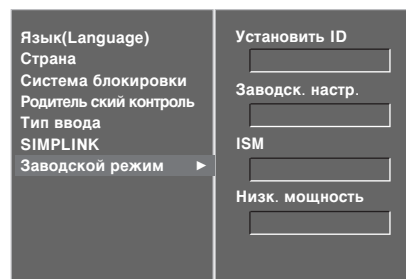 Язык(Language)
Страна
Система блокировки
Родитель ский контроль
Тип ввода
SIMPLINK
Заводской режим ►
Установить ID
Заводск. настр.
ISM
Низк. мощность